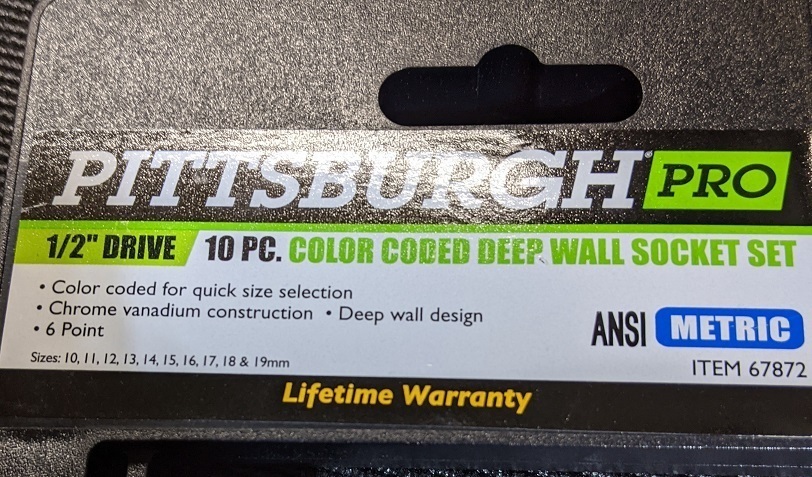 PITTSBURGH® PRO
1/2" DRIVE 10 PC. COLOR CODED DEEP WALL SOCKET SET
• Color coded for quick size selection
• Chrome vanadium construction • Deep wall design
• 6 Point
ANSI METRIC
Sizes: 10, 11, 12, 13, 14, 15, 16, 17, 18 & 19mm
ITEM 67872
Lifetime Warranty